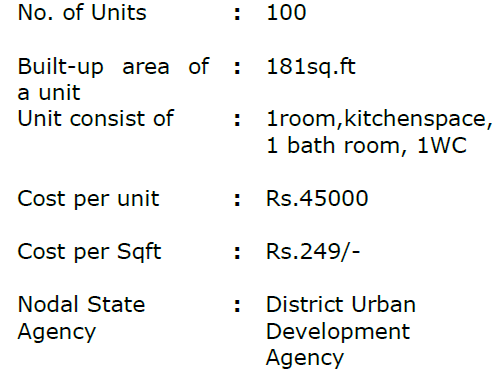 No. of Units : 100
Built-up area of : 181sq.ft
a unit
Unit consist of : 1room,kitchenspace,
1 bath room, 1WC
Cost per unit : Rs.45000
Cost per Sqft : Rs.249/-
Nodal State : District Urban
Agency Development
Agency